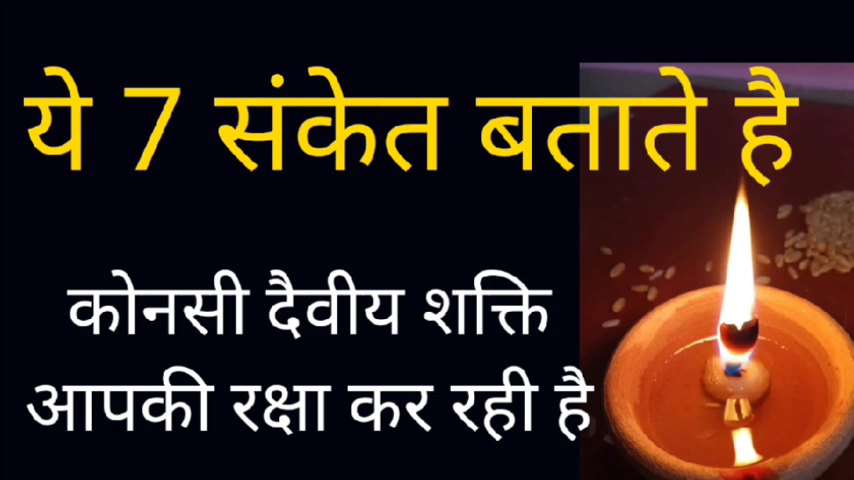 ये 7 संकेत बताते है
कोनसी दैवीय शक्ति
आपकी रक्षा कर रही है